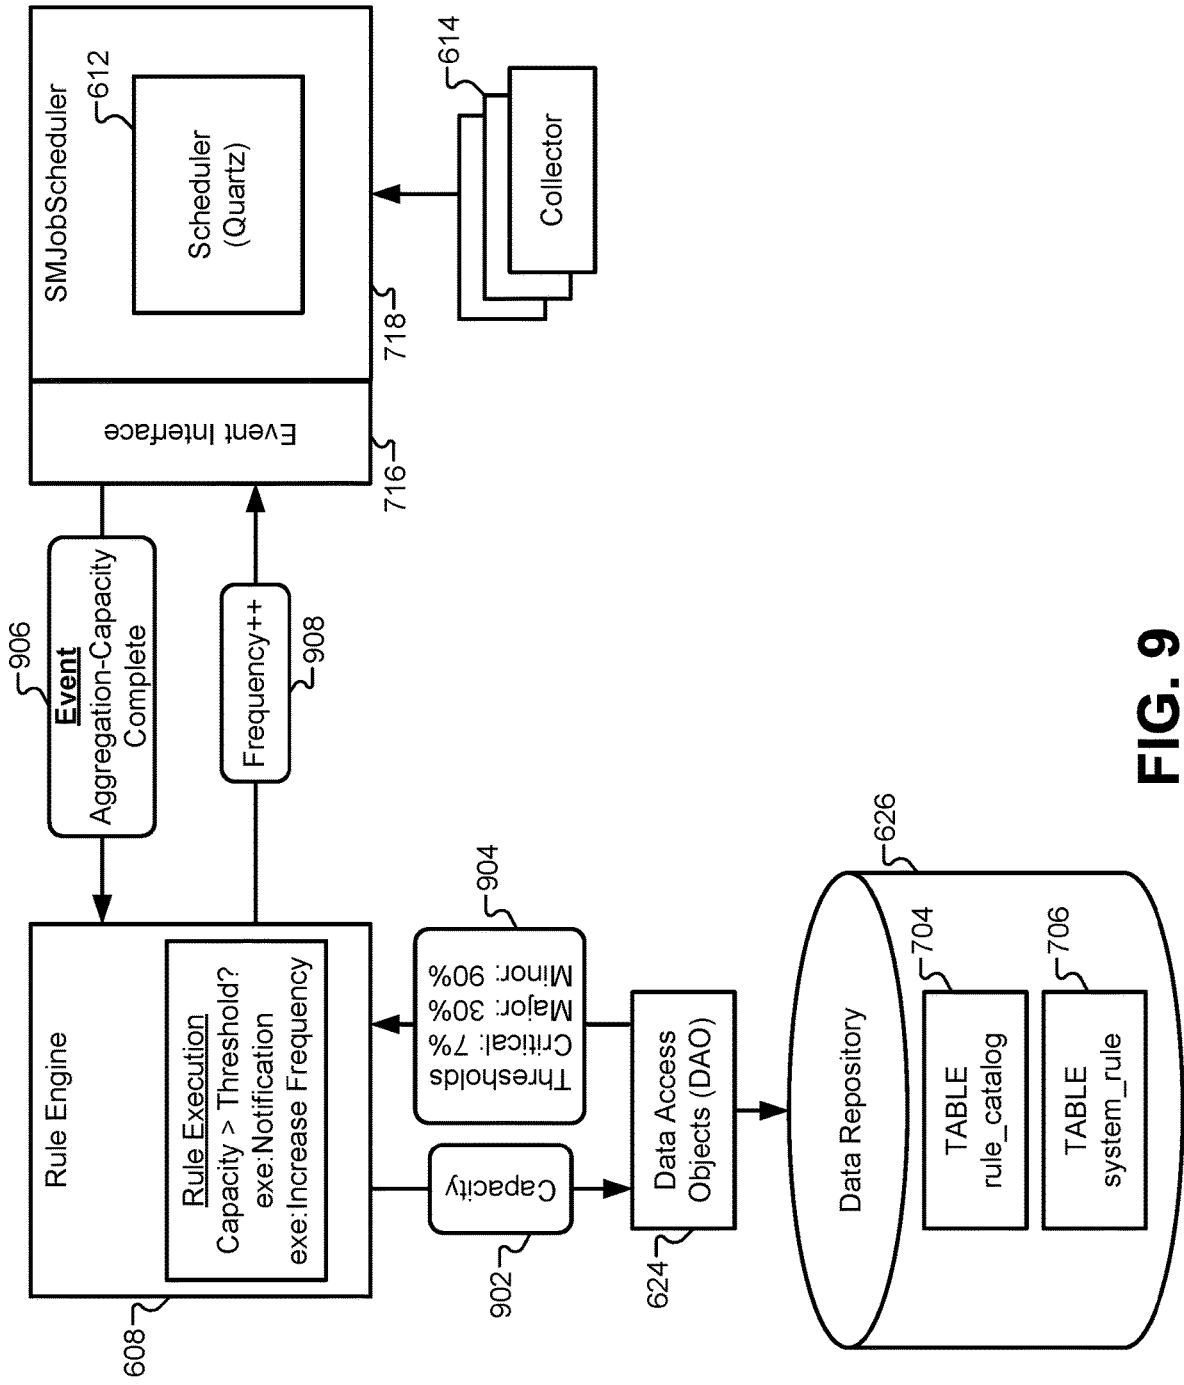 Rule Engine
Rule Execution
Capacity > Threshold?
exe:Notification
exe:Increase Frequency
608
906
Event
Aggregation-Capacity
Complete
Frequency++
908
Event Interface
716
SMJobScheduler
612
Scheduler
(Quartz)
718
614
Collector
Capacity
902
Thresholds
Critical: 7%
Major: 30%
Minor: 90%
904
Data Access
Objects (DAO)
624
Data Repository
626
TABLE
rule_catalog
704
TABLE
system_rule
706
FIG. 9